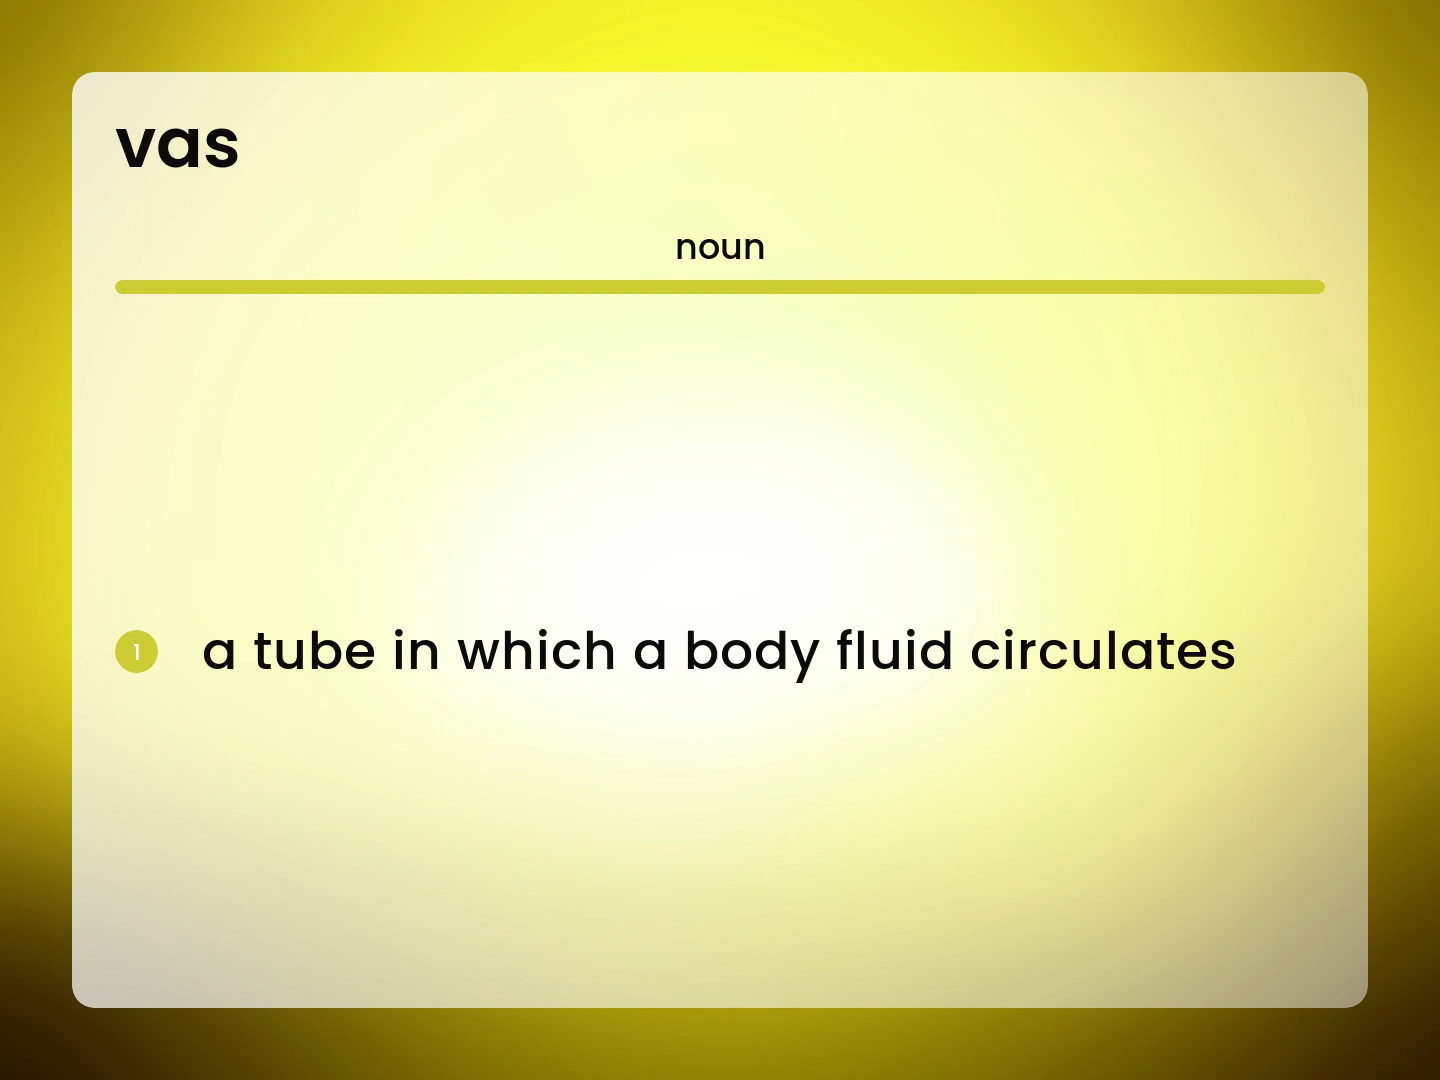 vas
noun
1 a tube in which a body fluid circulates